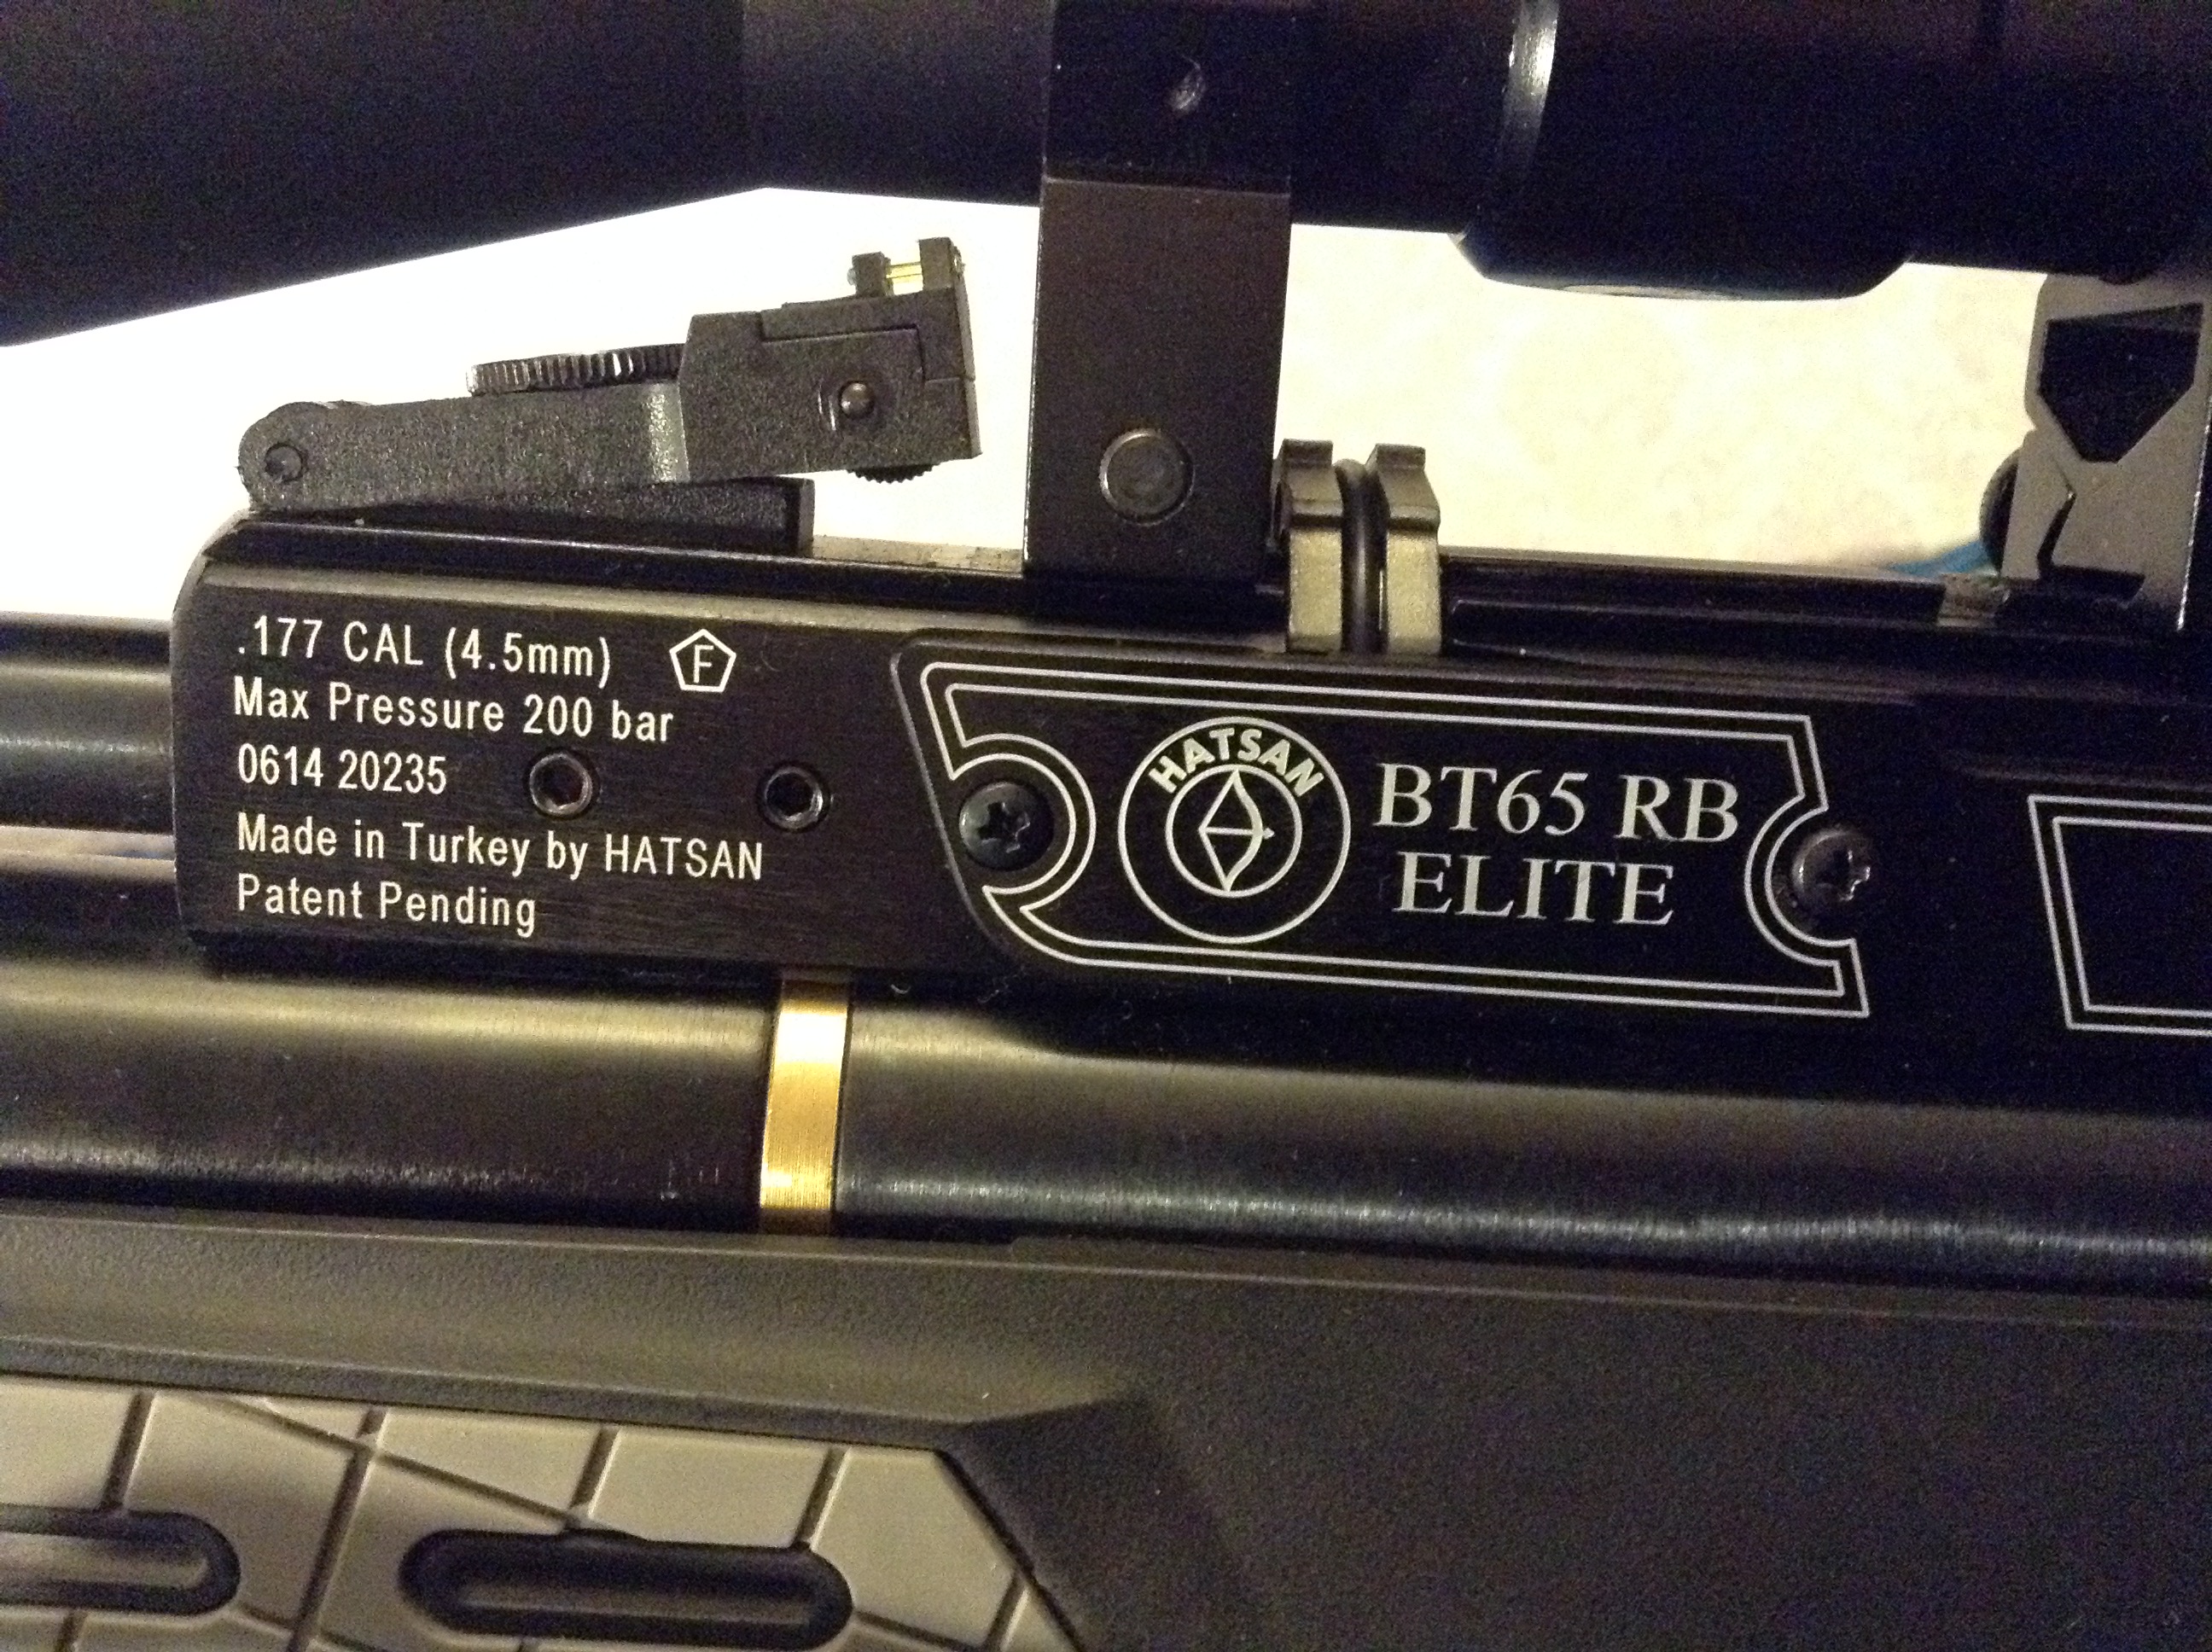 .177 CAL (4.5mm) F
Max Pressure 200 bar
0614 20235
Made in Turkey by HATSAN
Patent Pending
HATSAN
BT65 RB
ELITE